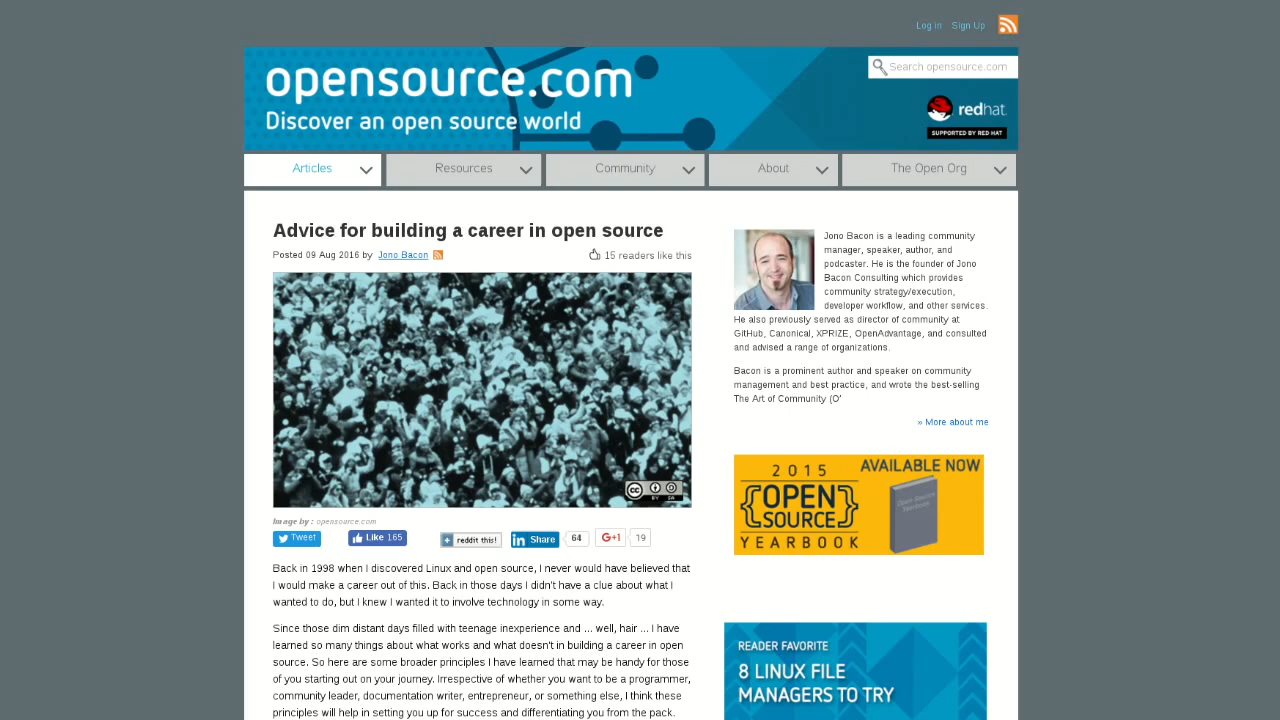 Log in Sign Up
opensource.com
Discover an open source world
Search opensource.com
redhat.
SUPPORTED BY RED HAT
Articles
Resources
Community
About
The Open Org
Advice for building a career in open source
Posted 09 Aug 2016 by Jono Bacon
15 readers like this
CC BY SA
Image by : opensource.com
Tweet
Like 165
reddit this!
in Share 64
G+1 19
Back in 1998 when I discovered Linux and open source, I never would have believed that
I would make a career out of this. Back in those days I didn't have a clue about what I
wanted to do, but I knew I wanted it to involve technology in some way.
Since those dim distant days filled with teenage inexperience and ... well, hair ... I have
learned so many things about what works and what doesn't in building a career in open
source. So here are some broader principles I have learned that may be handy for those
of you starting out on your journey. Irrespective of whether you want to be a programmer,
community leader, documentation writer, entrepreneur, or something else, I think these
principles will help in setting you up for success and differentiating you from the pack.
Jono Bacon is a leading community
manager, speaker, author, and
podcaster. He is the founder of Jono
Bacon Consulting which provides
community strategy/execution,
developer workflow, and other services.
He also previously served as director of community at
GitHub, Canonical, XPRIZE, OpenAdvantage, and consulted
and advised a range of organizations.
Bacon is a prominent author and speaker on community
management and best practice, and wrote the best-selling
The Art of Community (O'
» More about me
2015
{OPEN
SOURCE}
YEARBOOK
AVAILABLE NOW
Open Source
Yearbook
READER FAVORITE
8 LINUX FILE
MANAGERS TO TRY